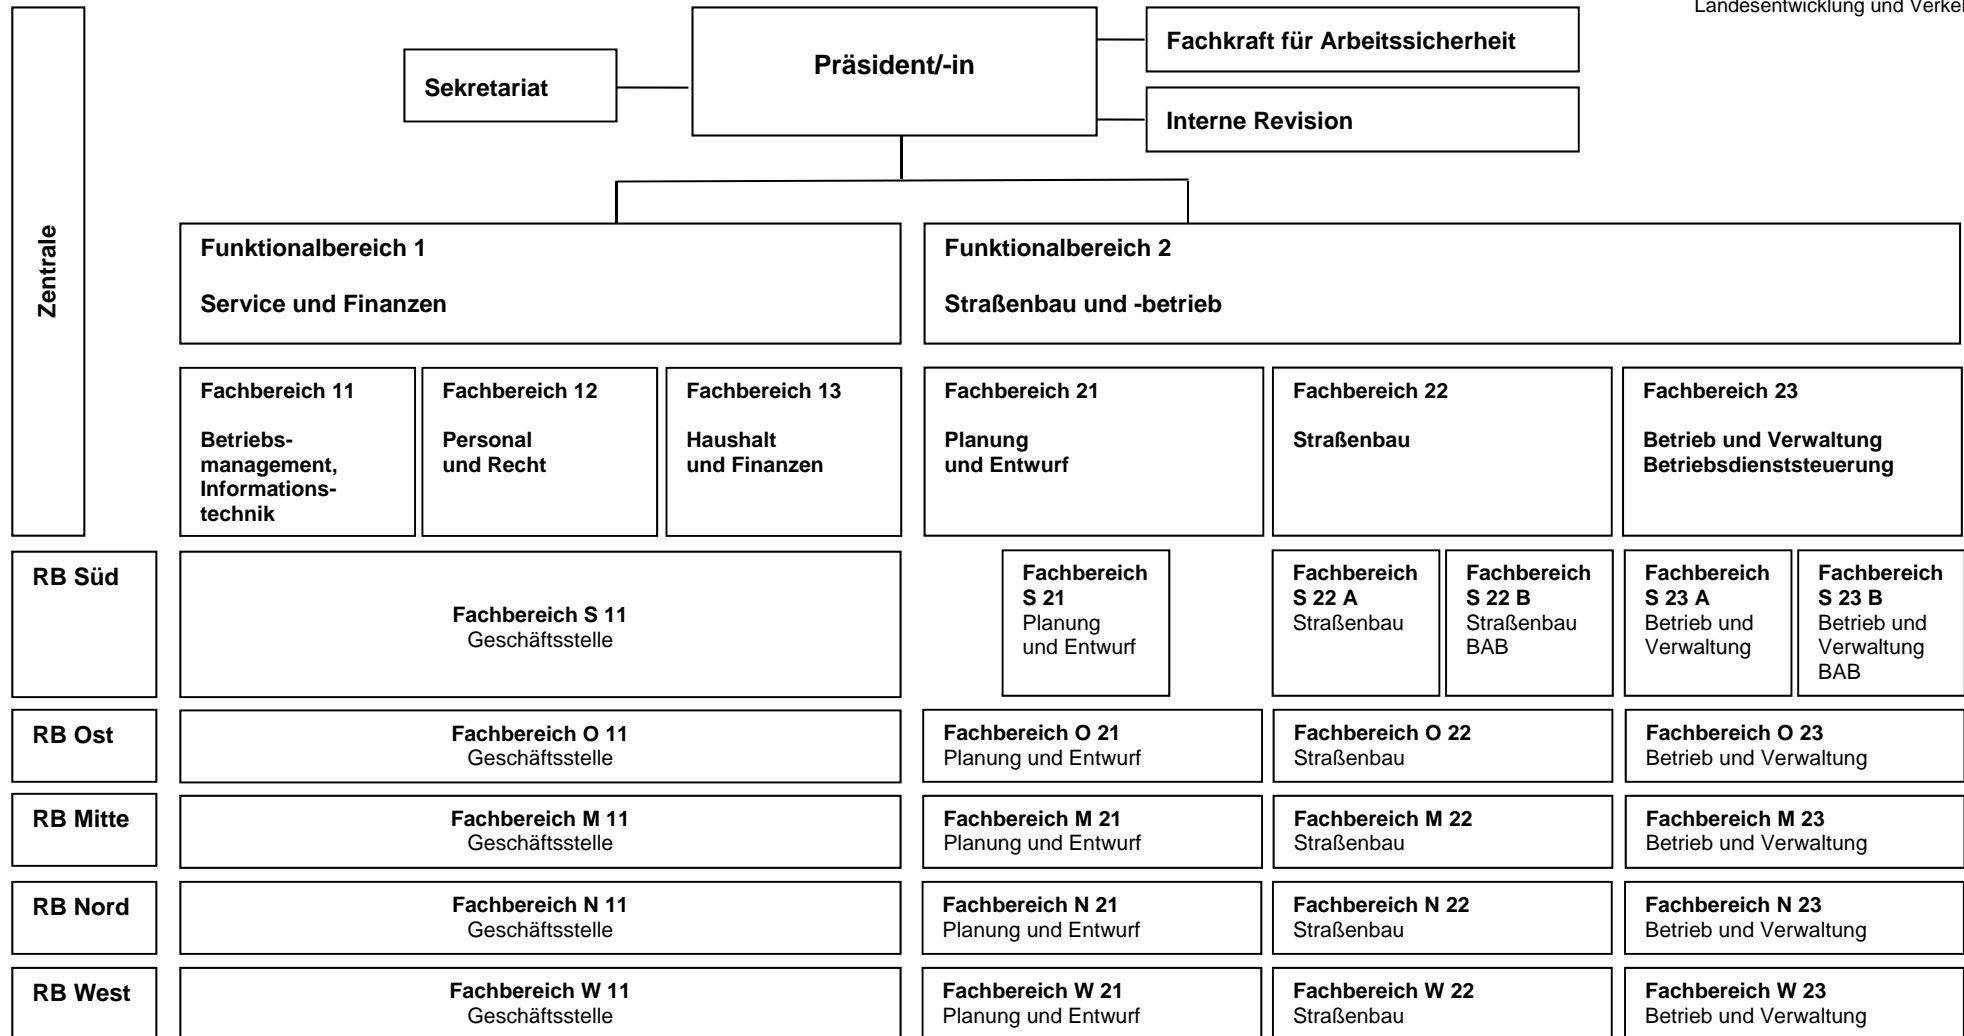 Landesentwicklung und Verkeh
Präsident/-in
Sekretariat
Fachkraft für Arbeitssicherheit
Interne Revision
Zentrale
Funktionalbereich 1
Service und Finanzen
Funktionalbereich 2
Straßenbau und -betrieb
Fachbereich 11
Betriebs-
management,
Informations-
technik
Fachbereich 12
Personal
und Recht
Fachbereich 13
Haushalt
und Finanzen
Fachbereich 21
Planung
und Entwurf
Fachbereich 22
Straßenbau
Fachbereich 23
Betrieb und Verwaltung
Betriebsdienststeuerung
RB Süd
Fachbereich S 11
Geschäftsstelle
Fachbereich
S 21
Planung
und Entwurf
Fachbereich
S 22 A
Straßenbau
Fachbereich
S 22 B
Straßenbau
BAB
Fachbereich
S 23 A
Betrieb und
Verwaltung
Fachbereich
S 23 B
Betrieb und
Verwaltung
BAB
RB Ost
Fachbereich O 11
Geschäftsstelle
Fachbereich O 21
Planung und Entwurf
Fachbereich O 22
Straßenbau
Fachbereich O 23
Betrieb und Verwaltung
RB Mitte
Fachbereich M 11
Geschäftsstelle
Fachbereich M 21
Planung und Entwurf
Fachbereich M 22
Straßenbau
Fachbereich M 23
Betrieb und Verwaltung
RB Nord
Fachbereich N 11
Geschäftsstelle
Fachbereich N 21
Planung und Entwurf
Fachbereich N 22
Straßenbau
Fachbereich N 23
Betrieb und Verwaltung
RB West
Fachbereich W 11
Geschäftsstelle
Fachbereich W 21
Planung und Entwurf
Fachbereich W 22
Straßenbau
Fachbereich W 23
Betrieb und Verwaltung